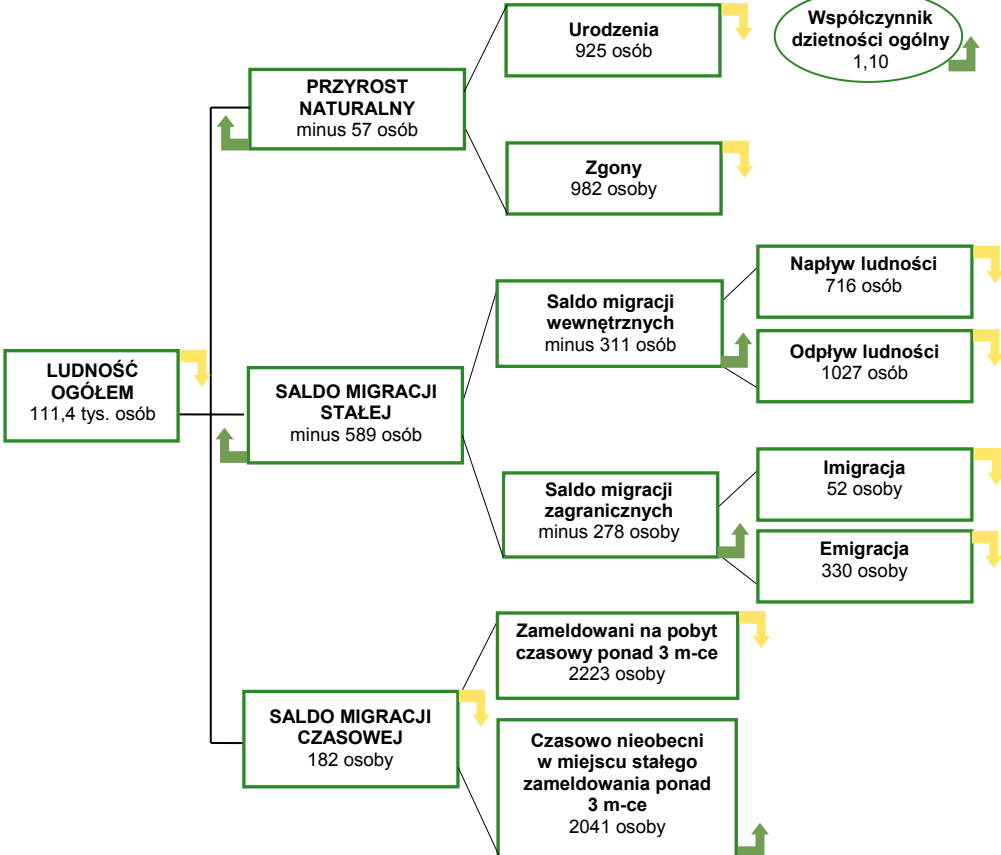 Urodzenia
925 osób
Współczynnik
dzietności ogólny
1,10
PRZYROST
NATURALNY
minus 57 osób
Zgony
982 osoby
Napływ ludności
716 osób
Saldo migracji
wewnętrznych
minus 311 osób
Odpływ ludności
1027 osób
LUDNOŚĆ
OGÓŁEM
111,4 tys. osób
SALDO MIGRACJI
STAŁEJ
minus 589 osób
Imigracja
52 osoby
Saldo migracji
zagranicznych
minus 278 osoby
Emigracja
330 osoby
Zameldowani na pobyt
czasowy ponad 3 m-ce
2223 osoby
SALDO MIGRACJI
CZASOWEJ
182 osoby
Czasowo nieobecni
w miejscu stałego
zameldowania ponad
3 m-ce
2041 osoby